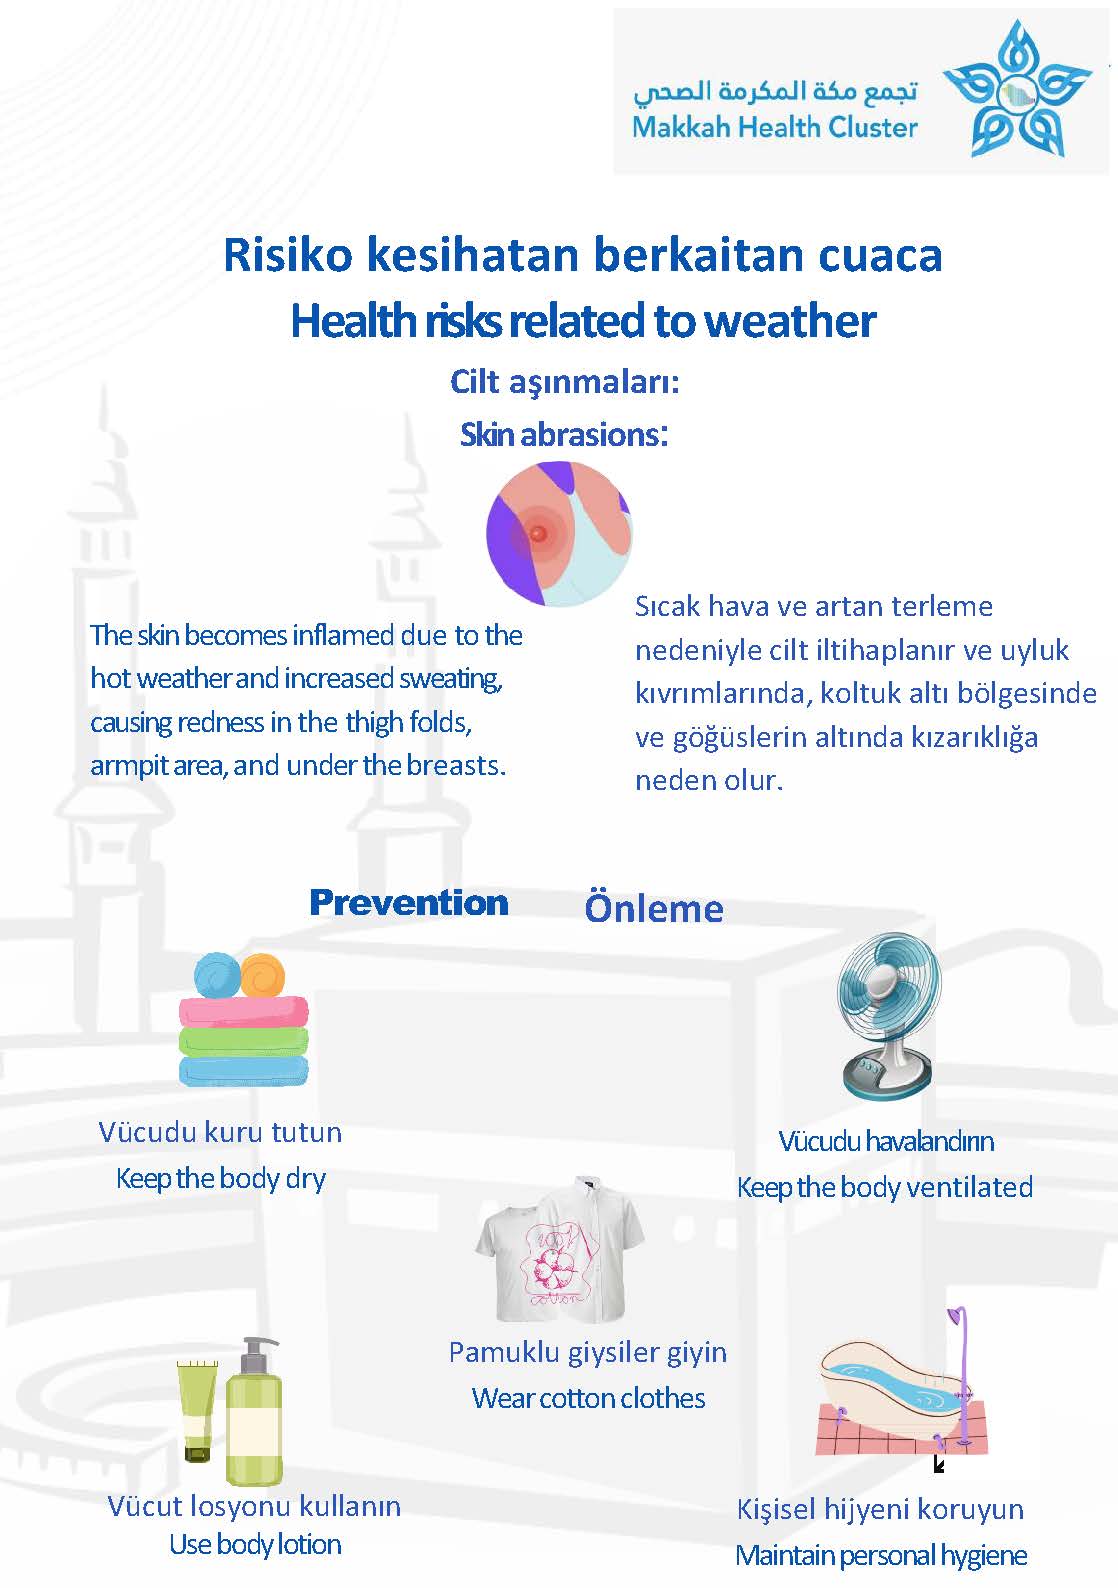 تجمع مكة المكرمة الصحي
Makkah Health Cluster
Risiko kesihatan berkaitan cuaca
Health risks related to weather
Cilt aşınmaları:
Skin abrasions:
The skin becomes inflamed due to the
hot weather and increased sweating,
causing redness in the thigh folds,
armpit area, and under the breasts.
Sıcak hava ve artan terleme
nedeniyle cilt iltihaplanır ve uyluk
kıvrımlarında, koltuk altı bölgesinde
ve göğüslerin altında kızarıklığa
neden olur.
Prevention
Önleme
Vücudu kuru tutun
Keep the body dry
Vücudu havalandırın
Keep the body ventilated
cotton
Pamuklu giysiler giyin
Wear cotton clothes
Vücut losyonu kullanın
Use body lotion
Kişisel hijyeni koruyun
Maintain personal hygiene